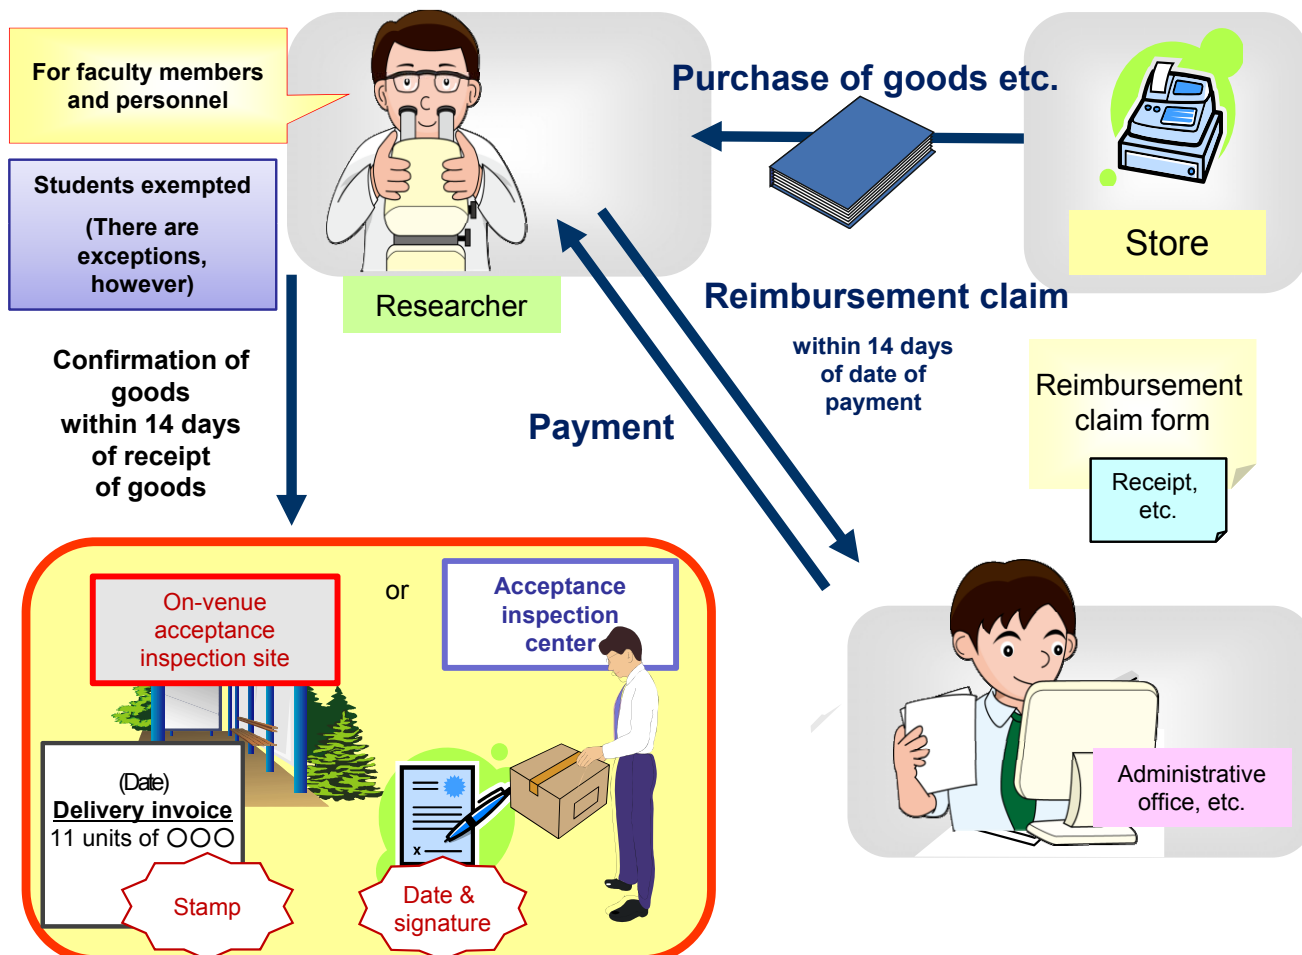 For faculty members
and personnel
Students exempted
(There are
exceptions,
however)
Researcher
Purchase of goods etc.
Store
Reimbursement claim
within 14 days
of date of
payment
Payment
Reimbursement
claim form
Receipt,
etc.
Confirmation of
goods
within 14 days
of receipt
of goods
On-venue
acceptance
inspection site
or
Acceptance
inspection
center
(Date)
Delivery invoice
11 units of 〇〇〇
Stamp
x
Date &
signature
Administrative
office, etc.